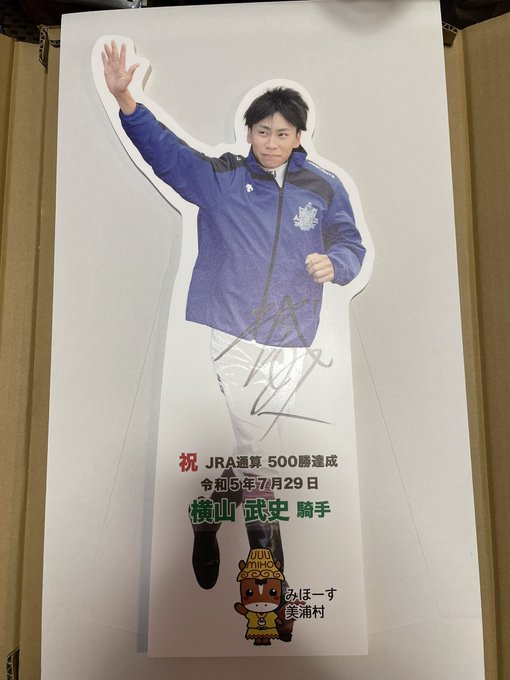 祝 JRA通算 500勝達成
令和5年7月29日
横山 武史 騎手
MIHO
みほーす
美浦村